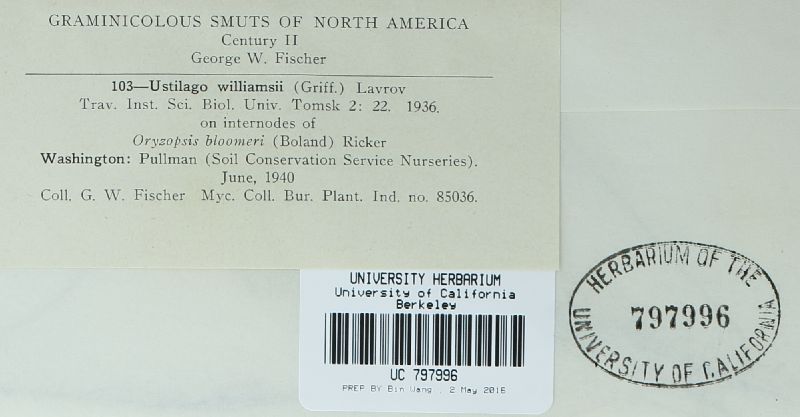 GRAMINICOLOUS SMUTS OF NORTH AMERICA
Century II
George W. Fischer
103—Ustilago williamsii (Griff.) Lavrov
Trav. Inst. Sci. Biol. Univ. Tomsk 2: 22. 1936.
on internodes of
Oryzopsis bloomeri (Boland) Ricker
Washington: Pullman (Soil Conservation Service Nurseries).
June, 1940
Coll. G. W. Fischer Myc. Coll. Bur. Plant. Ind. no. 85036.
UNIVERSITY HERBARIUM
University of California
Berkeley
UC 797996
PREP BY Bin Wang . 2 May 2016
HERBARIUM OF THE
797996
UNIVERSITY OF CALIFORNIA